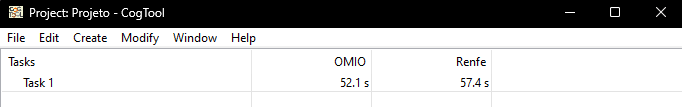 Project: Projeto - CogTool
File Edit Create Modify Window Help
Tasks OMIO Renfe
Task 1 52.1 s 57.4 s